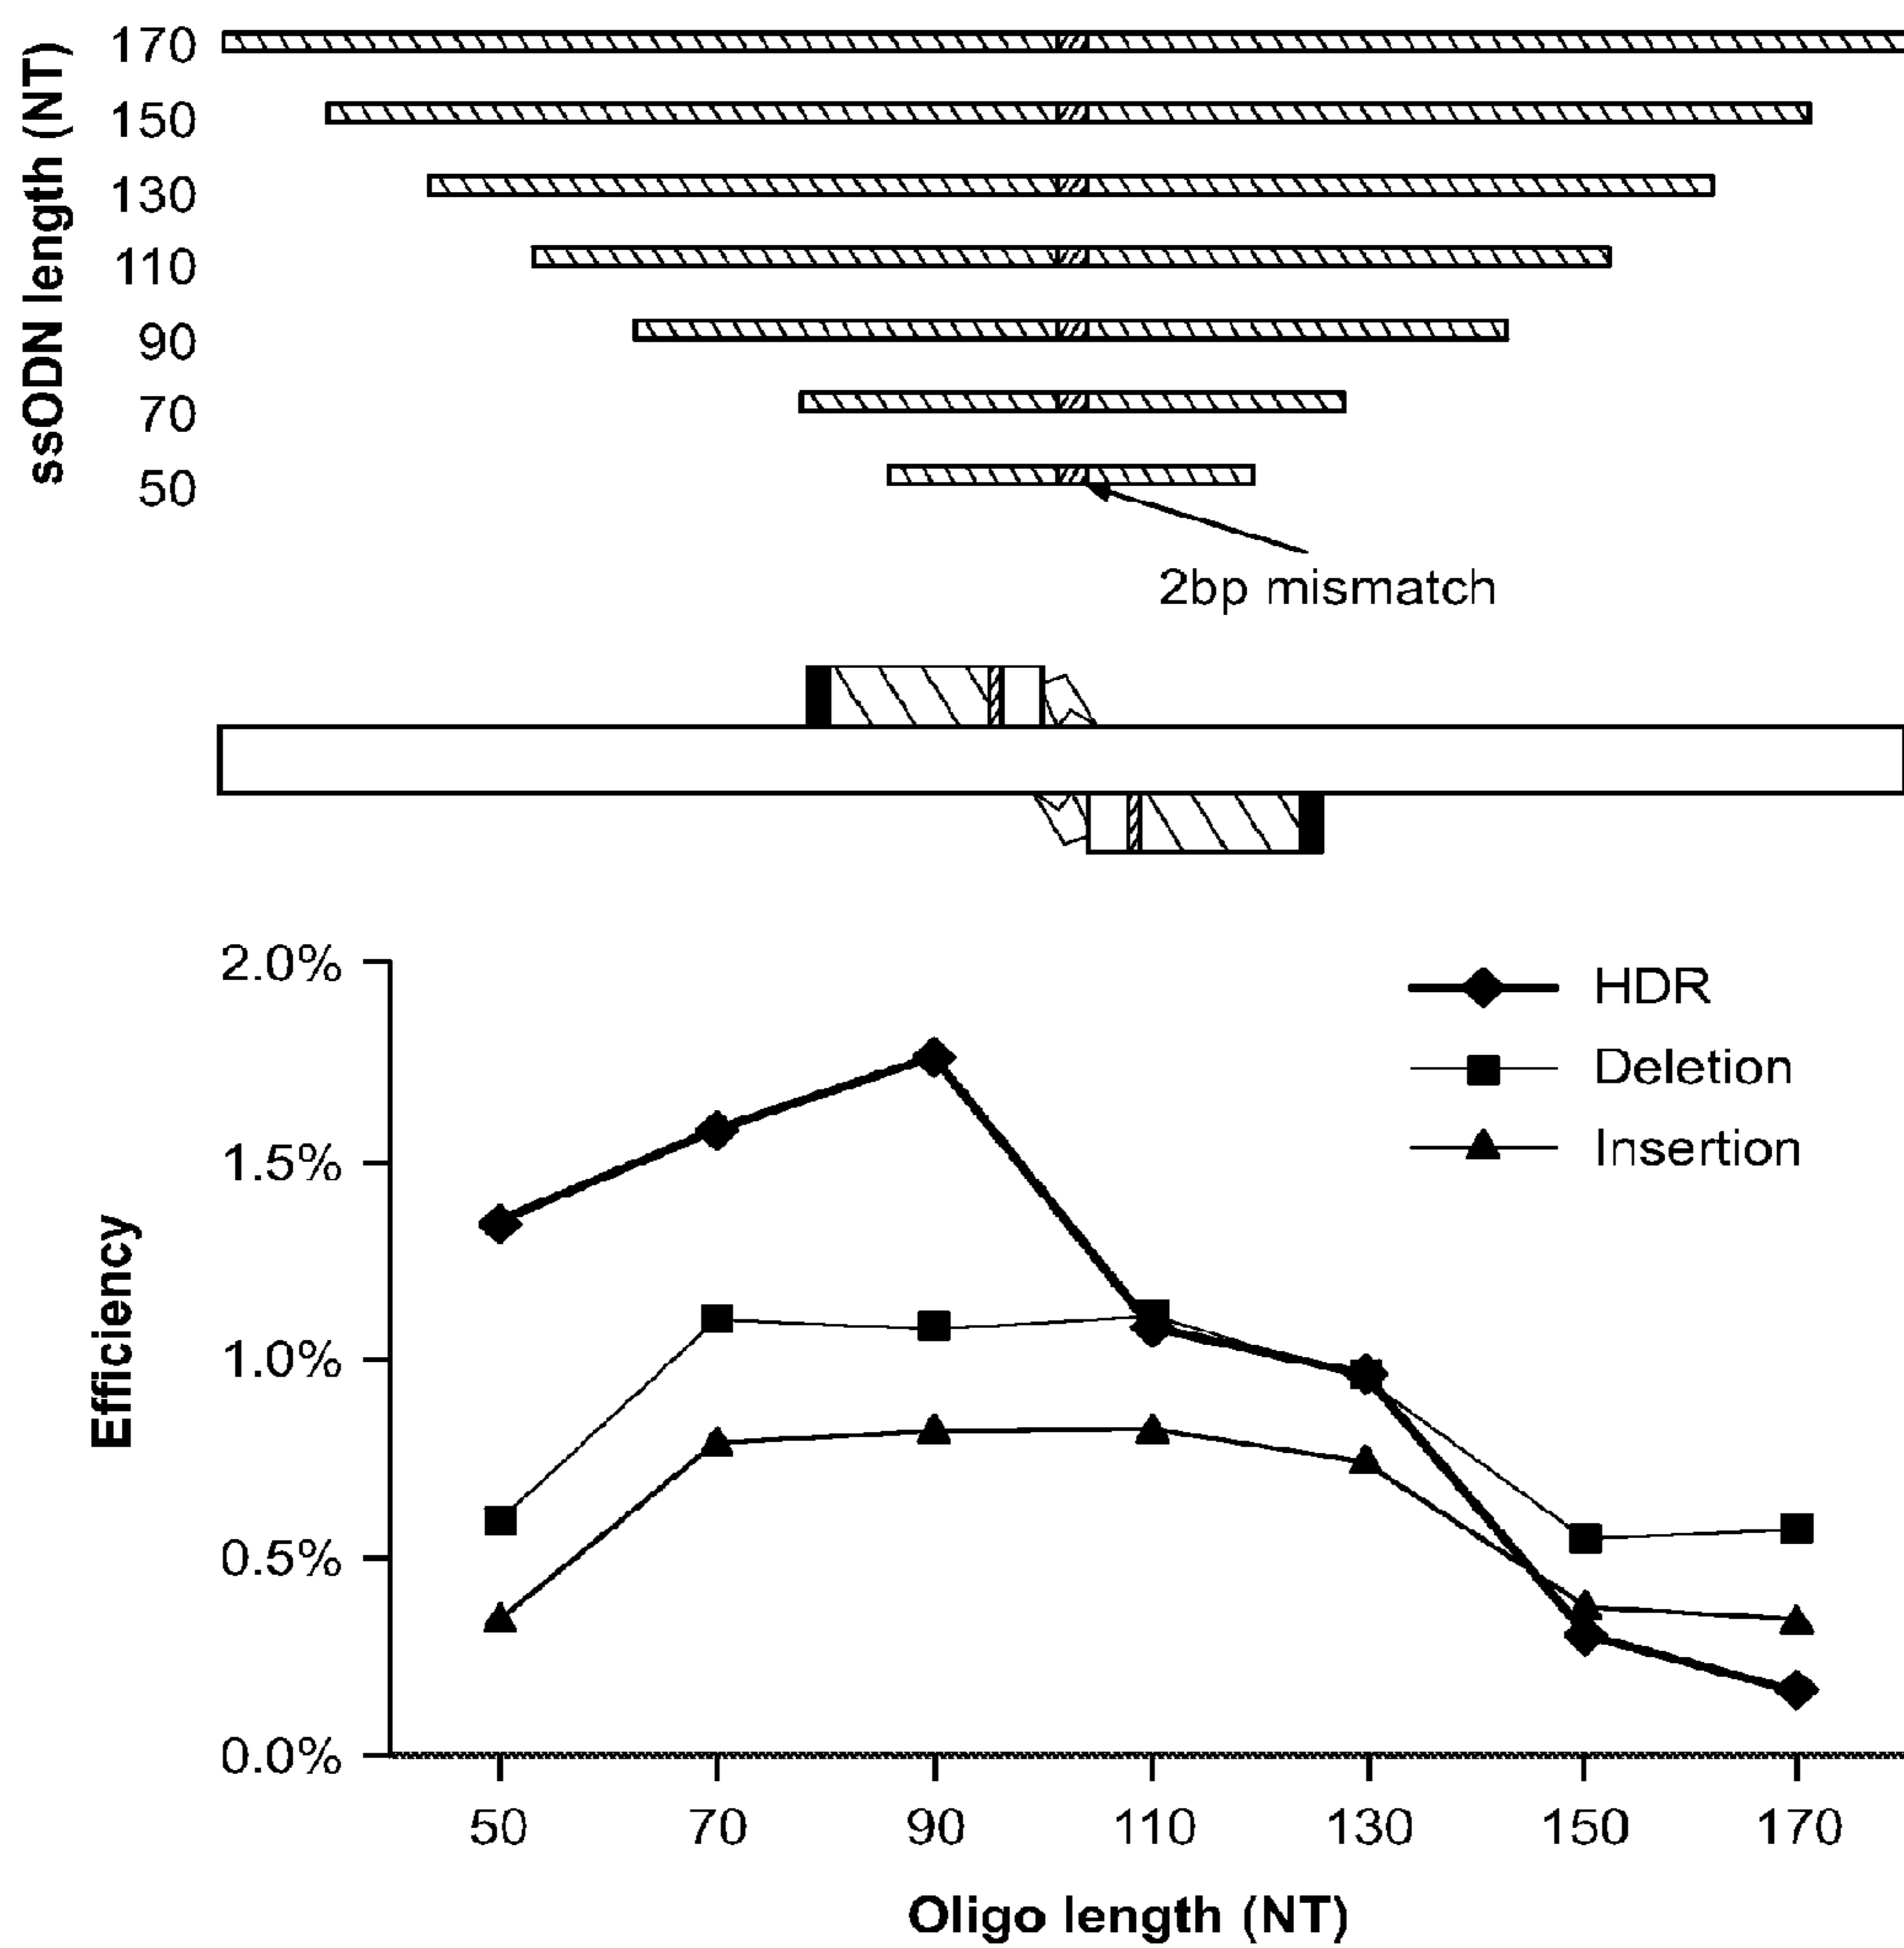 ssODN length (NT)
170
150
130
110
90
70
50
2bp mismatch
Efficiency
2.0%
1.5%
1.0%
0.5%
0.0%
HDR
Deletion
Insertion
50 70 90 110 130 150 170
Oligo length (NT)